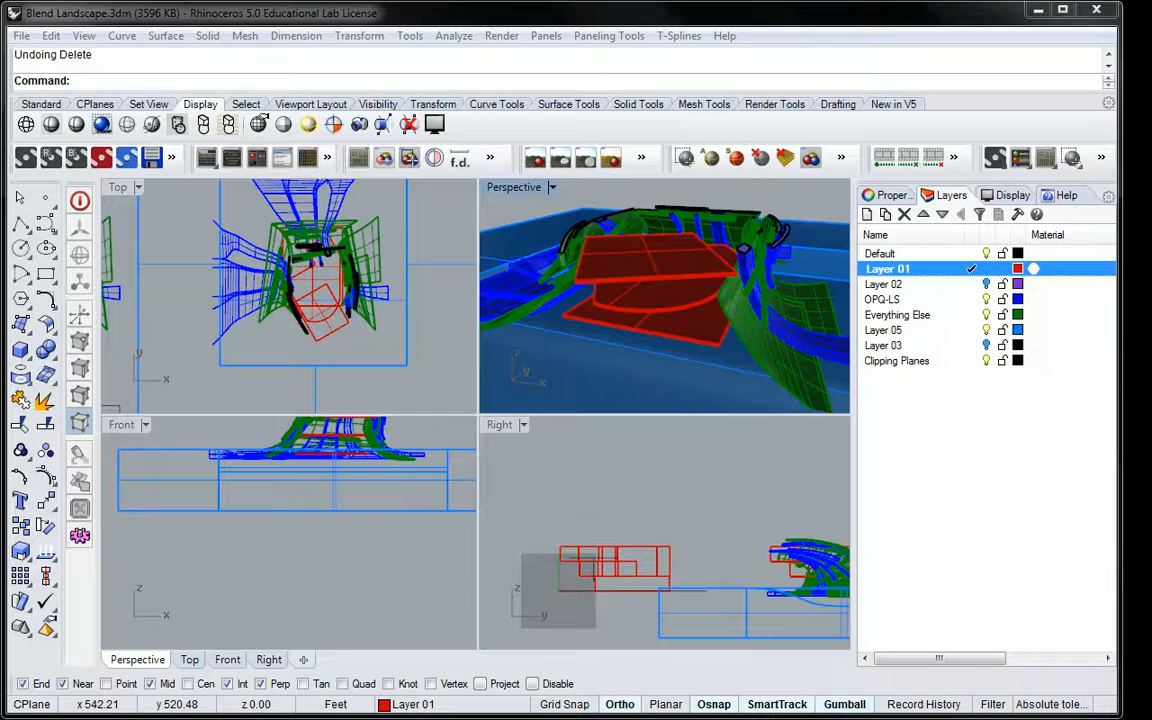 Blend Landscape.3dm (3596 KB) - Rhinoceros 5.0 Educational Lab License
File Edit View Curve Surface Solid Mesh Dimension Transform Tools Analyze Render Panels Paneling Tools T-Splines Help
Undoing Delete
Command:
Standard CPlanes Set View Display Select Viewport Layout Visibility Transform Curve Tools Surface Tools Solid Tools Mesh Tools Render Tools Drafting New in V5
f.d.
Top Perspective Proper... Layers Display Help
Name Material
Default
Layer 01
Layer 02
OPQ-LS
Everything Else
Layer 05
Layer 03
Clipping Planes
y x z y x
Front Right
z x z y
Perspective Top Front Right
End Near Point Mid Cen Int Perp Tan Quad Knot Vertex Project Disable
CPlane x 542.21 y 520.48 z 0.00 Feet Layer 01 Grid Snap Ortho Planar Osnap SmartTrack Gumball Record History Filter Absolute tole...